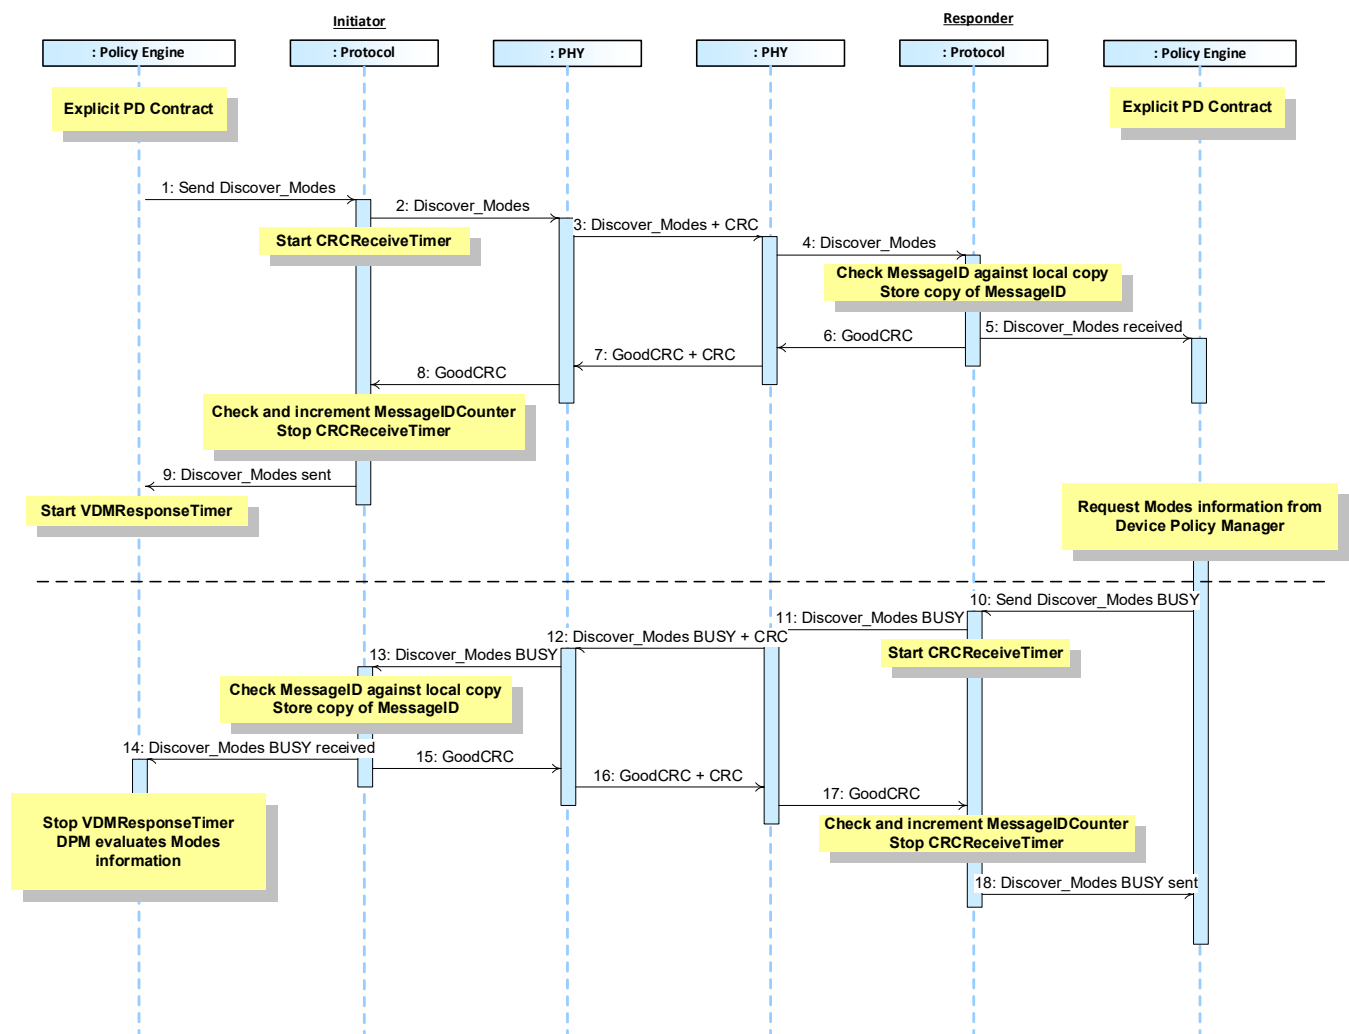 Initiator
Responder
: Policy Engine
: Protocol
: PHY
: PHY
: Protocol
: Policy Engine
Explicit PD Contract
Explicit PD Contract
1: Send Discover_Modes
2: Discover_Modes
3: Discover_Modes + CRC
Start CRCReceiveTimer
4: Discover_Modes
Check MessageID against local copy
Store copy of MessageID
5: Discover_Modes received
6: GoodCRC
7: GoodCRC + CRC
8: GoodCRC
Check and increment MessageIDCounter
Stop CRCReceiveTimer
9: Discover_Modes sent
Start VDMResponseTimer
Request Modes information from
Device Policy Manager
10: Send Discover_Modes BUSY
11: Discover_Modes BUSY
12: Discover_Modes BUSY + CRC
Start CRCReceiveTimer
13: Discover_Modes BUSY
Check MessageID against local copy
Store copy of MessageID
14: Discover_Modes BUSY received
15: GoodCRC
16: GoodCRC + CRC
17: GoodCRC
Stop VDMResponseTimer
DPM evaluates Modes
information
Check and increment MessageIDCounter
Stop CRCReceiveTimer
18: Discover_Modes BUSY sent